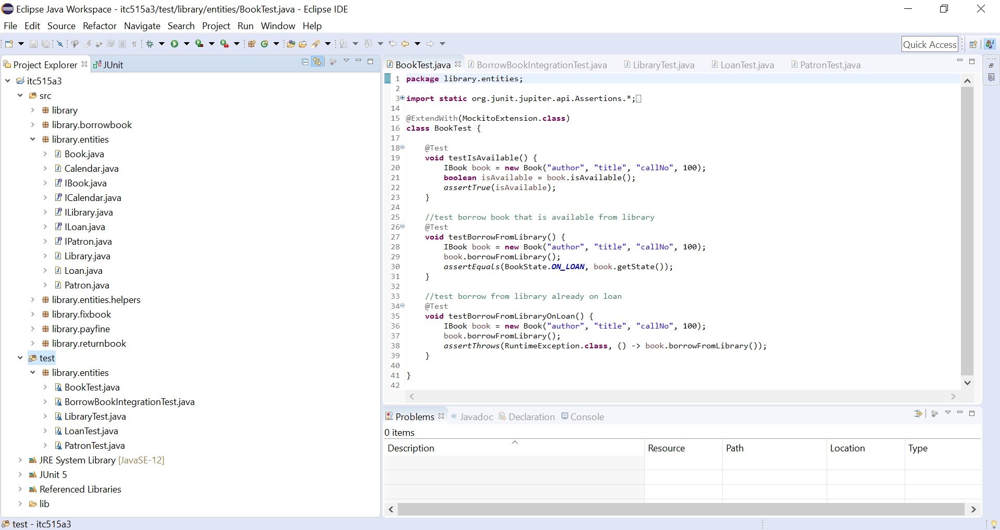 Eclipse Java Workspace - itc515a3/test/library/entities/BookTest.java - Eclipse IDE
File Edit Source Refactor Navigate Search Project Run Window Help
Quick Access
Project Explorer JUnit
itc515a3
src
library
library.borrowbook
library.entities
Book.java
Calendar.java
IBook.java
ICalendar.java
ILibrary.java
ILoan.java
IPatron.java
Library.java
Loan.java
Patron.java
library.entities.helpers
library.fixbook
library.payfine
library.returnbook
test
library.entities
BookTest.java
BorrowBookIntegrationTest.java
LibraryTest.java
LoanTest.java
PatronTest.java
JRE System Library [JavaSE-12]
JUnit 5
Referenced Libraries
lib
BookTest.java BorrowBookIntegrationTest.java LibraryTest.java LoanTest.java PatronTest.java
1 package library.entities;
2
3 import static org.junit.jupiter.api.Assertions.*;
14
15 @ExtendWith(MockitoExtension.class)
16 class BookTest {
17
18 @Test
19 void testIsAvailable() {
20 IBook book = new Book("author", "title", "callNo", 100);
21 boolean isAvailable = book.isAvailable();
22 assertTrue(isAvailable);
23 }
24
25 //test borrow book that is available from library
26 @Test
27 void testBorrowFromLibrary() {
28 IBook book = new Book("author", "title", "callNo", 100);
29 book.borrowFromLibrary();
30 assertEquals(BookState.ON_LOAN, book.getState());
31 }
32
33 //test borrow from library already on loan
34 @Test
35 void testBorrowFromLibraryOnLoan() {
36 IBook book = new Book("author", "title", "callNo", 100);
37 book.borrowFromLibrary();
38 assertThrows(RuntimeException.class, () -> book.borrowFromLibrary());
39 }
40
41 }
42
Problems Javadoc Declaration Console
0 items
Description Resource Path Location Type
test - itc515a3